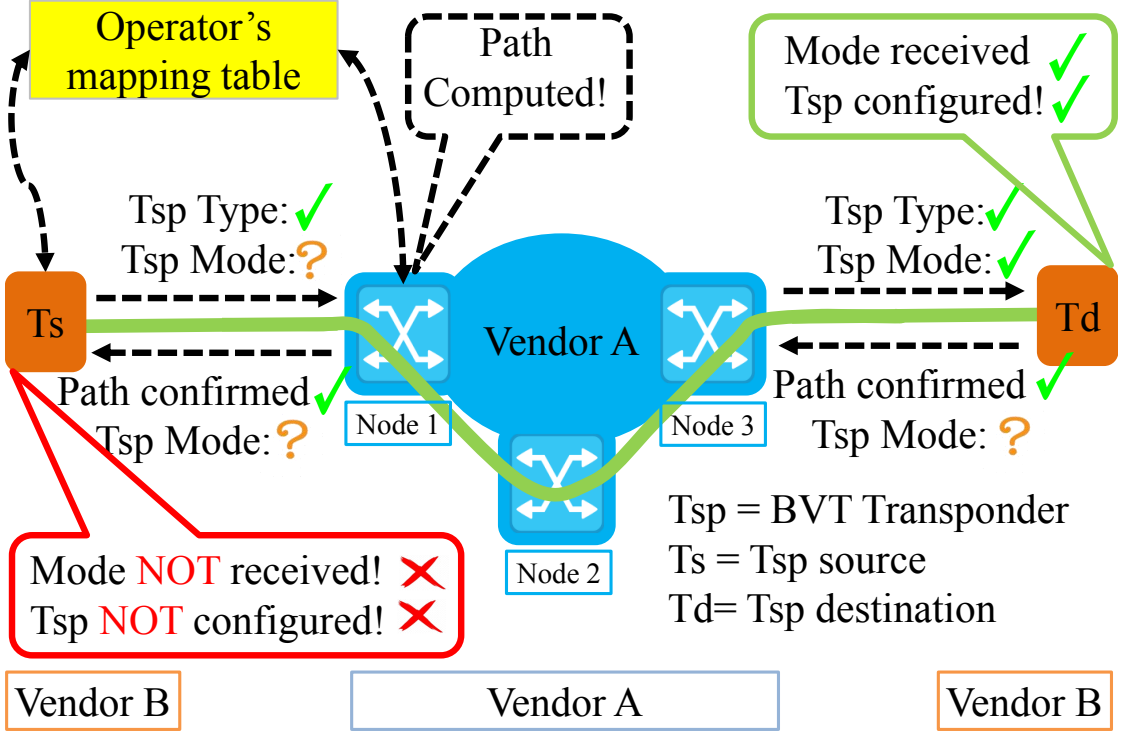 Operator's
mapping table
Path
Computed!
Mode received
Tsp configured!
Tsp Type:
Tsp Mode:?
Tsp Type:
Tsp Mode:
Ts
Vendor A
Td
Path confirmed
Tsp Mode:?
Node 1
Node 3
Path confirmed
Tsp Mode: ?
Node 2
Tsp = BVT Transponder
Ts = Tsp source
Td= Tsp destination
Mode NOT received!
Tsp NOT configured!
Vendor B
Vendor A
Vendor B